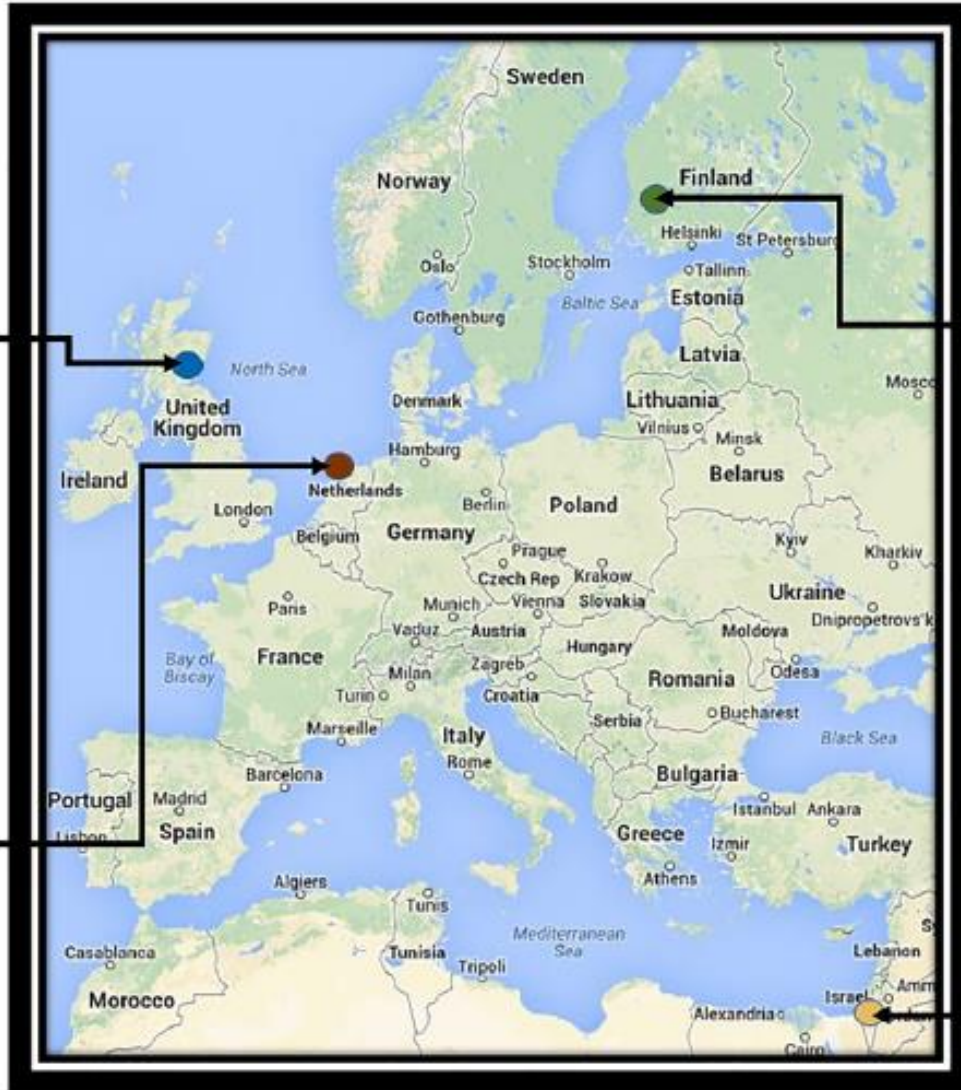 Sweden
Finland
Norway
Helsinki
St Petersburg
Oslo
Stockholm
Tallinn
Baltic Sea
Estonia
Gothenburg
Latvia
North Sea
Mosco
Denmark
Lithuania
United
Kingdom
Vilnius
Minsk
Hamburg
Belarus
Ireland
Netherlands
Berlin
Poland
London
Germany
Belgium
Kyiv
Kharkiv
Prague
Czech Rep
Krakow
Ukraine
Paris
Munich
Vienna
Slovakia
Dnipropetrovs'k
Vaduz
Austria
Moldova
Hungary
Bay of
Biscay
France
Milan
Zagreb
Odesa
Romania
Turin
Croatia
Serbia
Bucharest
Marseille
Italy
Black Sea
Rome
Barcelona
Bulgaria
Portugal
Madrid
Istanbul
Ankara
Lisbon
Spain
Greece
Izmir
Turkey
Athens
Algiers
Tunis
Mediterranean
Sea
Sy
Casablanca
Tunisia
Lebanon
Tripoli
Israel
Amm
Morocco
Alexandria
Cairo